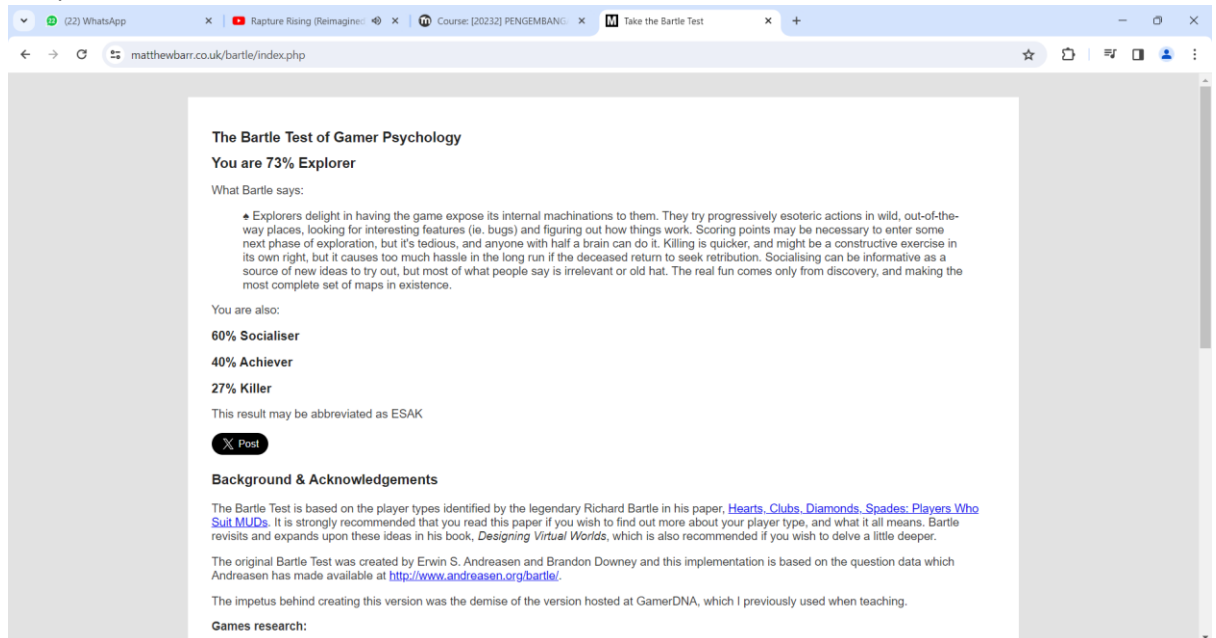 (22) WhatsApp
Rapture Rising (Reimagined
Course: [20232] PENGEMBANG
Take the Bartle Test
matthewbarr.co.uk/bartle/index.php
The Bartle Test of Gamer Psychology
You are 73% Explorer
What Bartle says:
♠ Explorers delight in having the game expose its internal machinations to them. They try progressively esoteric actions in wild, out-of-the-
way places, looking for interesting features (ie. bugs) and figuring out how things work. Scoring points may be necessary to enter some
next phase of exploration, but it's tedious, and anyone with half a brain can do it. Killing is quicker, and might be a constructive exercise in
its own right, but it causes too much hassle in the long run if the deceased return to seek retribution. Socialising can be informative as a
source of new ideas to try out, but most of what people say is irrelevant or old hat. The real fun comes only from discovery, and making the
most complete set of maps in existence.
You are also:
60% Socialiser
40% Achiever
27% Killer
This result may be abbreviated as ESAK
X Post
Background & Acknowledgements
The Bartle Test is based on the player types identified by the legendary Richard Bartle in his paper, Hearts, Clubs, Diamonds, Spades: Players Who
Suit MUDs. It is strongly recommended that you read this paper if you wish to find out more about your player type, and what it all means. Bartle
revisits and expands upon these ideas in his book, Designing Virtual Worlds, which is also recommended if you wish to delve a little deeper.
The original Bartle Test was created by Erwin S. Andreasen and Brandon Downey and this implementation is based on the question data which
Andreasen has made available at http://www.andreasen.org/bartle/.
The impetus behind creating this version was the demise of the version hosted at GamerDNA, which I previously used when teaching.
Games research: